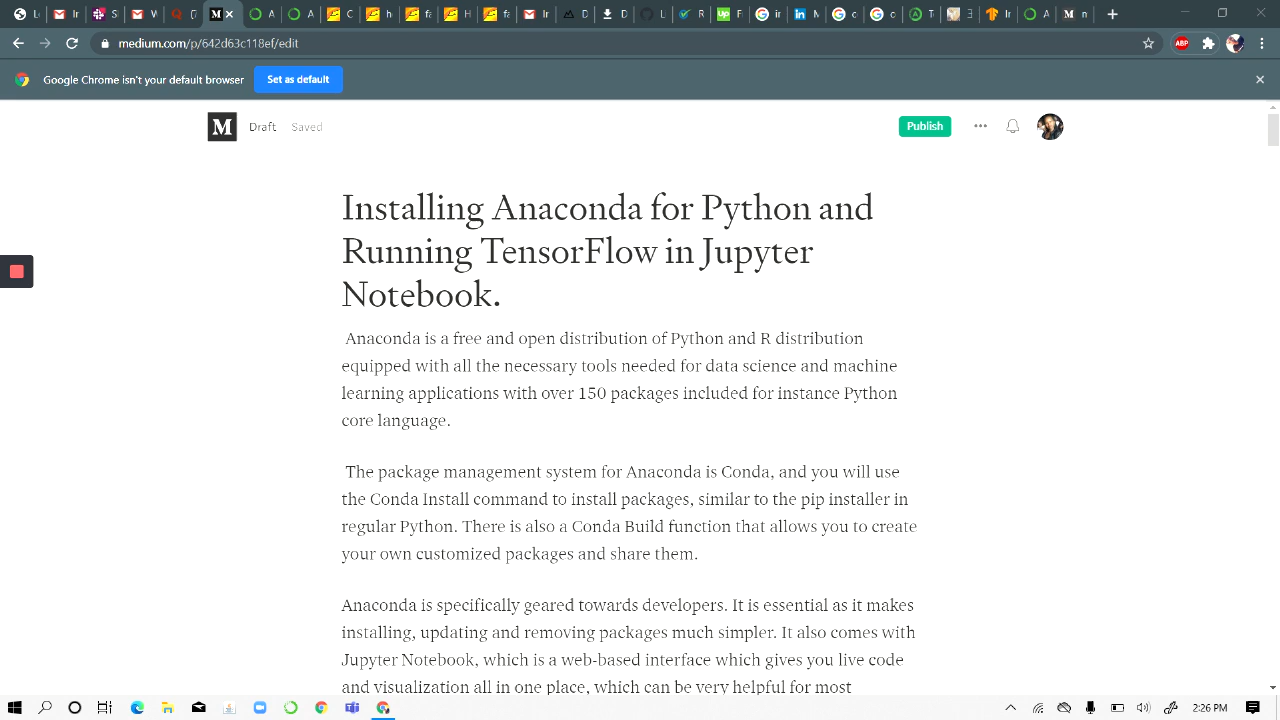 L
Ir
S
W
D
M
A
A
C
h
fa
H
fa
Ir
D
D
L
R
F
ir
M
c
c
T
3
Ir
A
n
medium.com/p/642d63c118ef/edit
ABP
Google Chrome isn't your default browser
Set as default
M
Draft
Saved
Publish
Installing Anaconda for Python and
Running TensorFlow in Jupyter
Notebook.
Anaconda is a free and open distribution of Python and R distribution
equipped with all the necessary tools needed for data science and machine
learning applications with over 150 packages included for instance Python
core language.
The package management system for Anaconda is Conda, and you will use
the Conda Install command to install packages, similar to the pip installer in
regular Python. There is also a Conda Build function that allows you to create
your own customized packages and share them.
Anaconda is specifically geared towards developers. It is essential as it makes
installing, updating and removing packages much simpler. It also comes with
Jupyter Notebook, which is a web-based interface which gives you live code
and visualization all in one place, which can be very helpful for most
2:26 PM